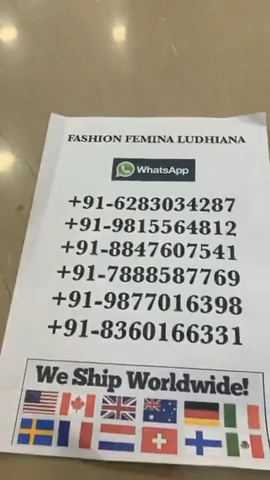 FASHION FEMINA LUDHIANA
WhatsApp
+91-6283034287
+91-9815564812
+91-8847607541
+91-7888587769
+91-9877016398
+91-8360166331
We Ship Worldwide!